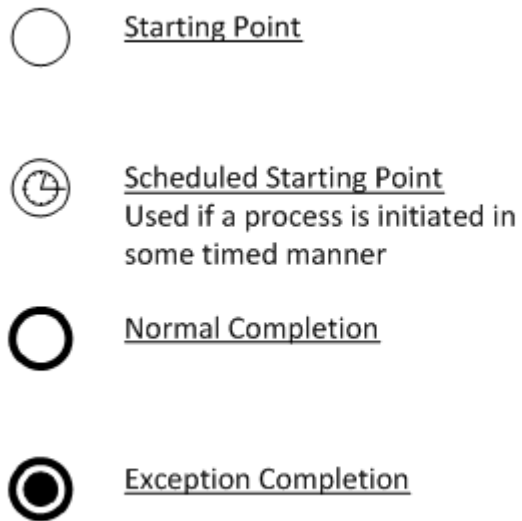 Starting Point
Scheduled Starting Point
Used if a process is initiated in
some timed manner
Normal Completion
Exception Completion